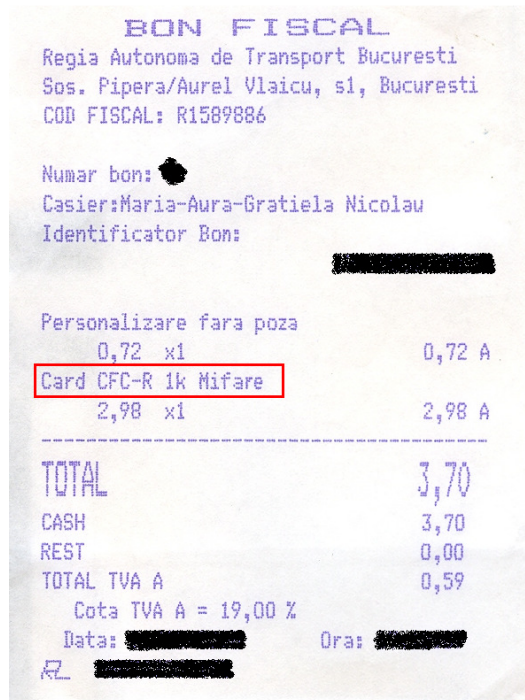 BON FISCAL
Regia Autonoma de Transport Bucuresti
Sos. Pipera/Aurel Vlaicu, s1, Bucuresti
COD FISCAL: R1589886
Numar bon:
Casier:Maria-Aura-Gratiela Nicolau
Identificator Bon:
Personalizare fara poza
0,72 x1 0,72 A
Card CFC-R 1k Mifare
2,98 x1 2,98 A
TOTAL 3,70
CASH 3,70
REST 0,00
TOTAL TVA A 0,59
Cota TVA A = 19,00 %
Data: Ora: